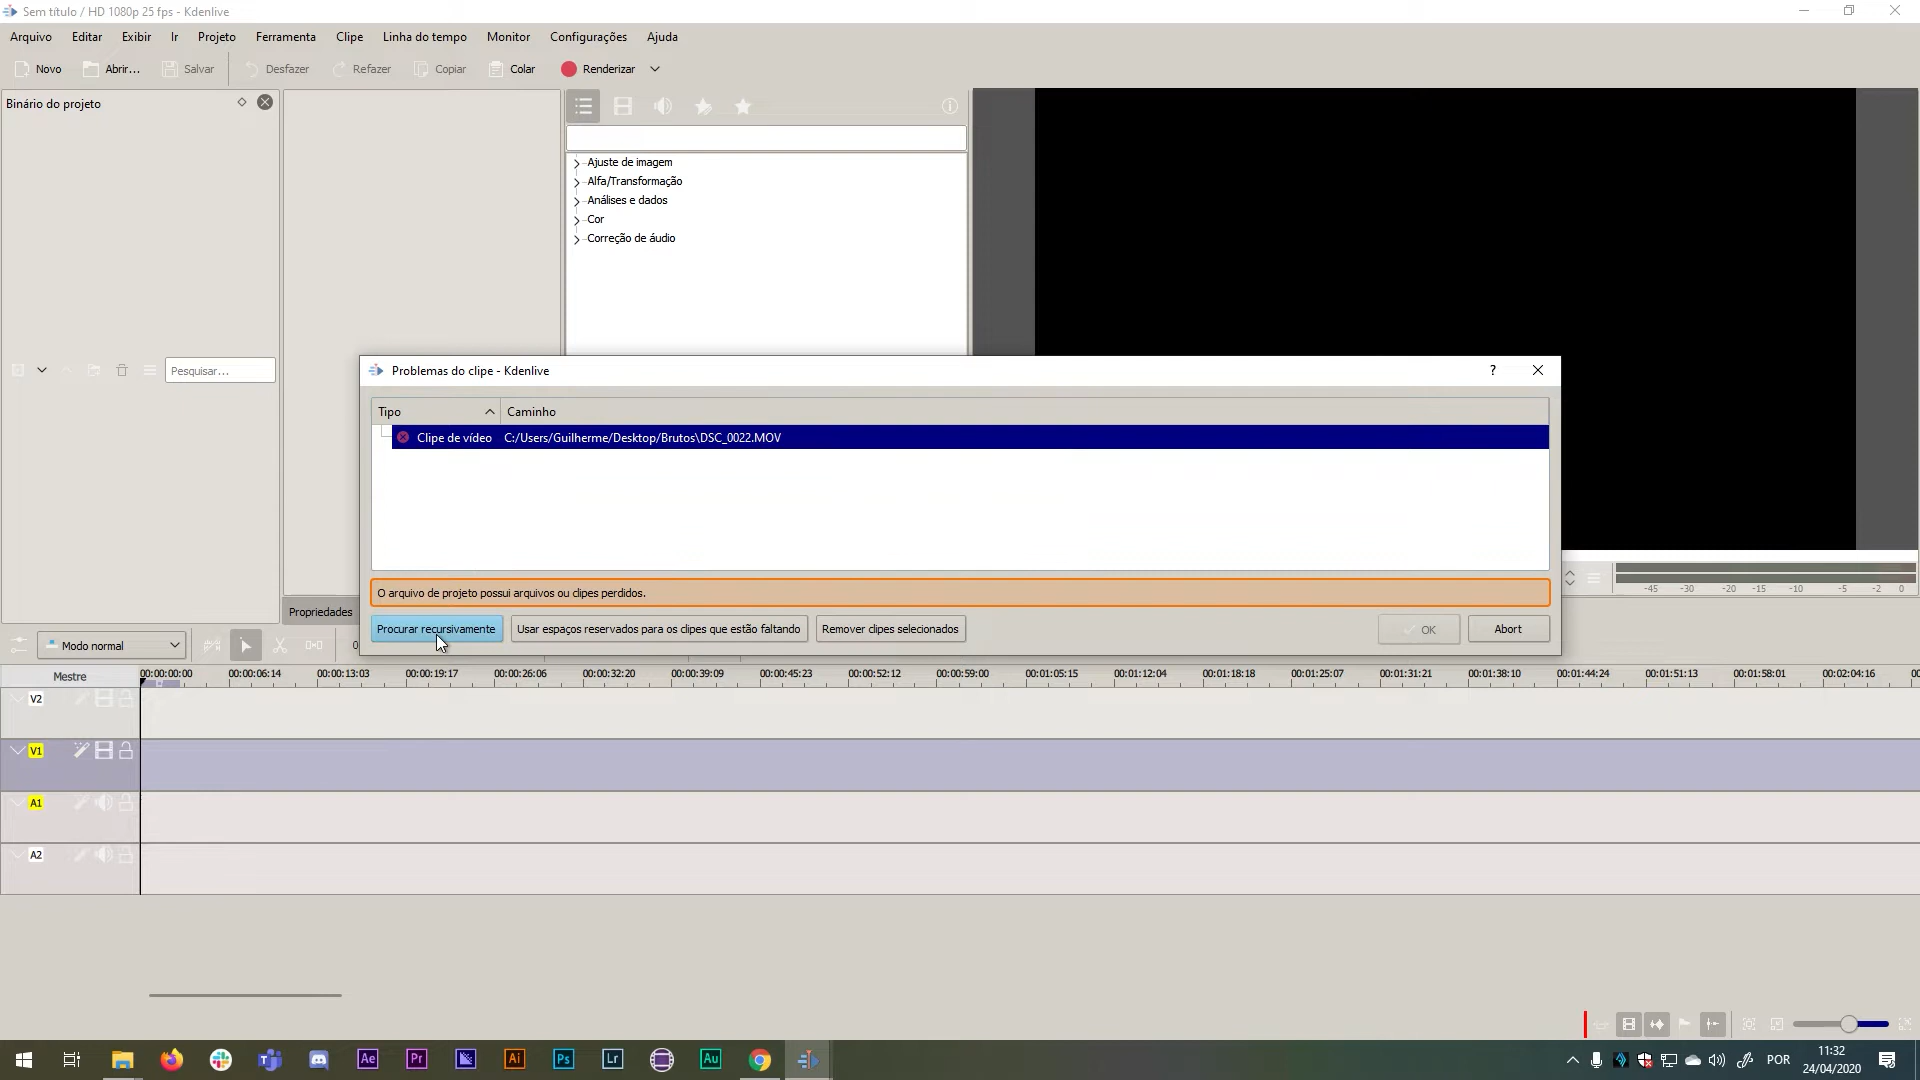 Sem título / HD 1080p 25 fps - Kdenlive
Arquivo Editar Exibir Ir Projeto Ferramenta Clipe Linha do tempo Monitor Configurações Ajuda
Novo Abrir... Salvar Desfazer Refazer Copiar Colar Renderizar
Binário do projeto
Ajuste de imagem
Alfa/Transformação
Análises e dados
Cor
Correção de áudio
Pesquisar...
Problemas do clipe - Kdenlive
?
Tipo Caminho
Clipe de vídeo C:/Users/Guilherme/Desktop/Brutos\DSC_0022.MOV
O arquivo de projeto possui arquivos ou clipes perdidos.
Procurar recursivamente Usar espaços reservados para os clipes que estão faltando Remover clipes selecionados OK Abort
-45 -30 -20 -10 -5 -2 0
Propriedades
Modo normal 0
Mestre 00:00:00:00 00:00:06:14 00:00:13:03 00:00:19:17 00:00:26:06 00:00:32:20 00:00:39:09 00:00:45:23 00:00:52:12 00:00:59:00 00:01:05:15 00:01:12:04 00:01:18:18 00:01:25:07 00:01:31:21 00:01:38:10 00:01:44:24 00:01:51:13 00:01:58:01 00:02:04:16 00
V2
V1
A1
A2
Ae Pr Ai Ps Lr Au
POR
11:32
24/04/2020